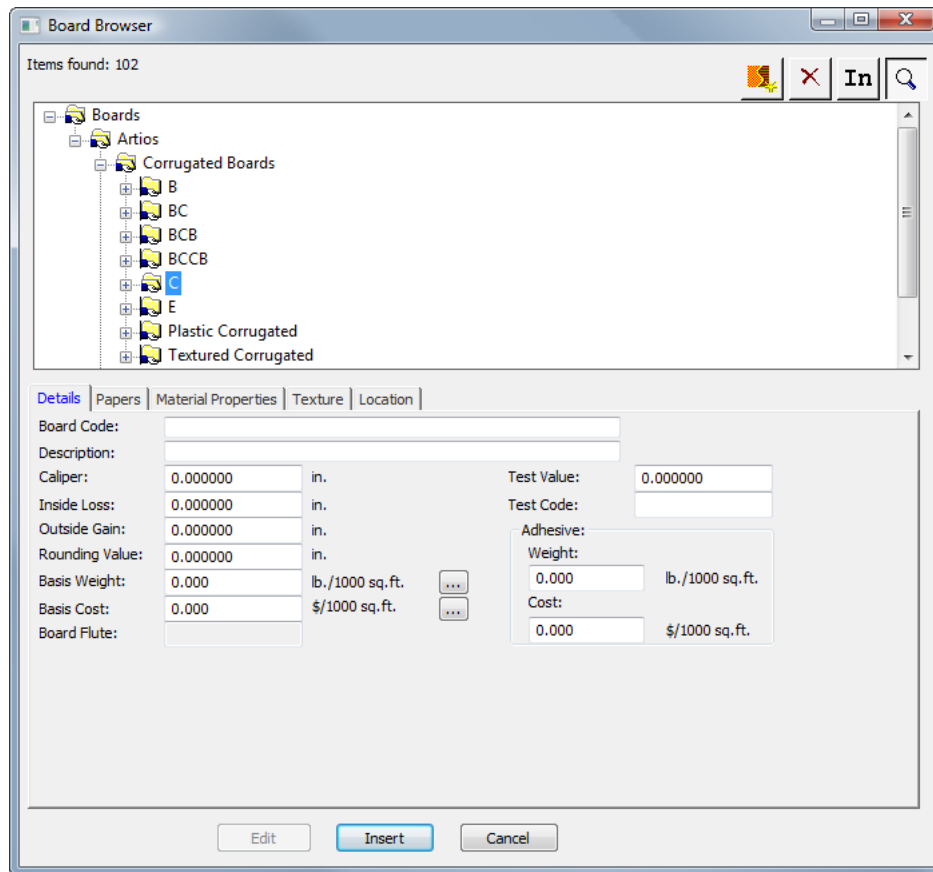 Board Browser
Items found: 102
In
Boards
Artios
Corrugated Boards
B
BC
BCB
BCCB
C
E
Plastic Corrugated
Textured Corrugated
Details Papers Material Properties Texture Location
Board Code:
Description:
Caliper: 0.000000 in. Test Value: 0.000000
Inside Loss: 0.000000 in. Test Code:
Outside Gain: 0.000000 in. Adhesive:
Rounding Value: 0.000000 in. Weight:
Basis Weight: 0.000 lb./1000 sq.ft. ... 0.000 lb./1000 sq.ft.
Basis Cost: 0.000 $/1000 sq.ft. ... Cost:
Board Flute: 0.000 $/1000 sq.ft.
Edit Insert Cancel